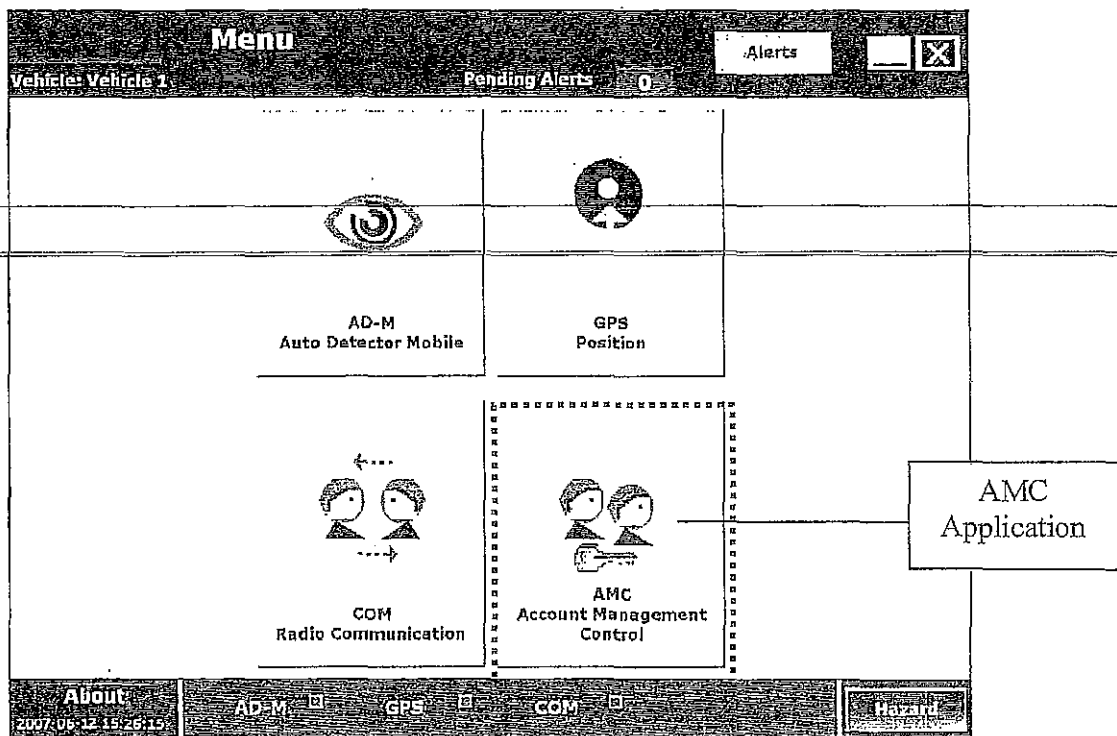 Menu
Alerts
Vehicle: Vehicle 1
Pending Alerts 0
AD-M
Auto Detector Mobile
GPS
Position
COM
Radio Communication
AMC
Account Management
Control
AMC
Application
About
2007-06-12 15:26:15
AD-M GPS COM
Hazard